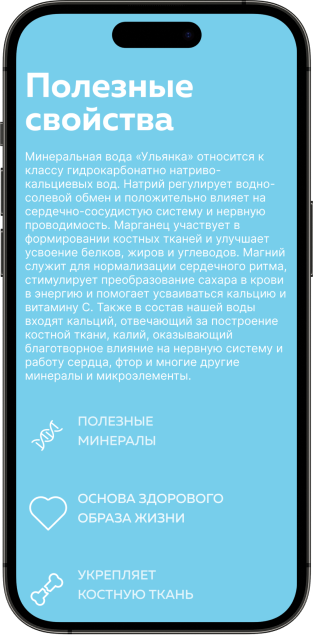 Полезные
свойства
Минеральная вода «Ульянка» относится к
классу гидрокарбонатно натриво-
кальциевых вод. Натрий регулирует водно-
солевой обмен и положительно влияет на
сердечно-сосудистую систему и нервную
проводимость. Марганец участвует в
формировании костных тканей и улучшает
усвоение белков, жиров и углеводов. Магний
служит для нормализации сердечного ритма,
стимулирует преобразование сахара в крови
в энергию и помогает усваиваться кальцию и
витамину С. Также в состав нашей воды
входят кальций, отвечающий за построение
костной ткани, калий, оказывающий
благотворное влияние на нервную систему и
работу сердца, фтор и многие другие
минералы и микроэлементы.
ПОЛЕЗНЫЕ
МИНЕРАЛЫ
ОСНОВА ЗДОРОВОГО
ОБРАЗА ЖИЗНИ
УКРЕПЛЯЕТ
КОСТНУЮ ТКАНЬ